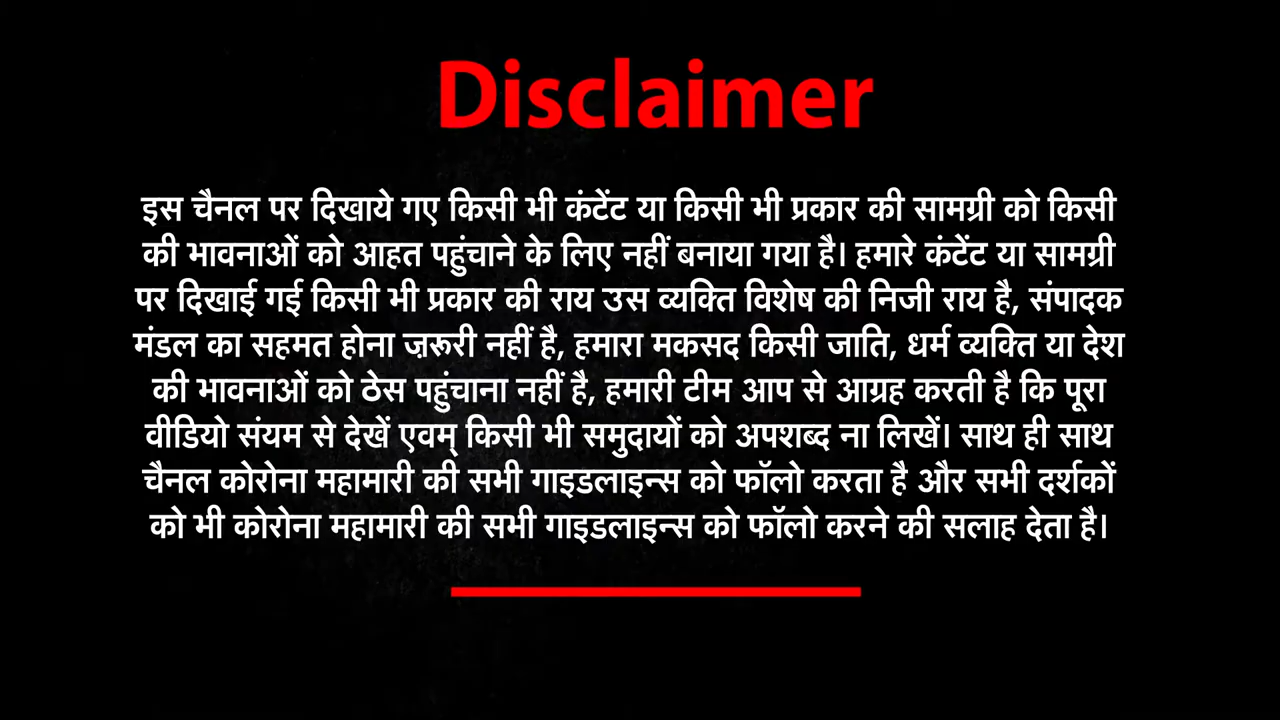 Disclaimer
इस चैनल पर दिखाये गए किसी भी कंटेंट या किसी भी प्रकार की सामग्री को किसी
की भावनाओं को आहत पहुंचाने के लिए नहीं बनाया गया है। हमारे कंटेंट या सामग्री
पर दिखाई गई किसी भी प्रकार की राय उस व्यक्ति विशेष की निजी राय है, संपादक
मंडल का सहमत होना ज़रूरी नहीं है, हमारा मकसद किसी जाति, धर्म व्यक्ति या देश
की भावनाओं को ठेस पहुंचाना नहीं है, हमारी टीम आप से आग्रह करती है कि पूरा
वीडियो संयम से देखें एवम् किसी भी समुदायों को अपशब्द ना लिखें। साथ ही साथ
चैनल कोरोना महामारी की सभी गाइडलाइन्स को फॉलो करता है और सभी दर्शकों
को भी कोरोना महामारी की सभी गाइडलाइन्स को फॉलो करने की सलाह देता है।